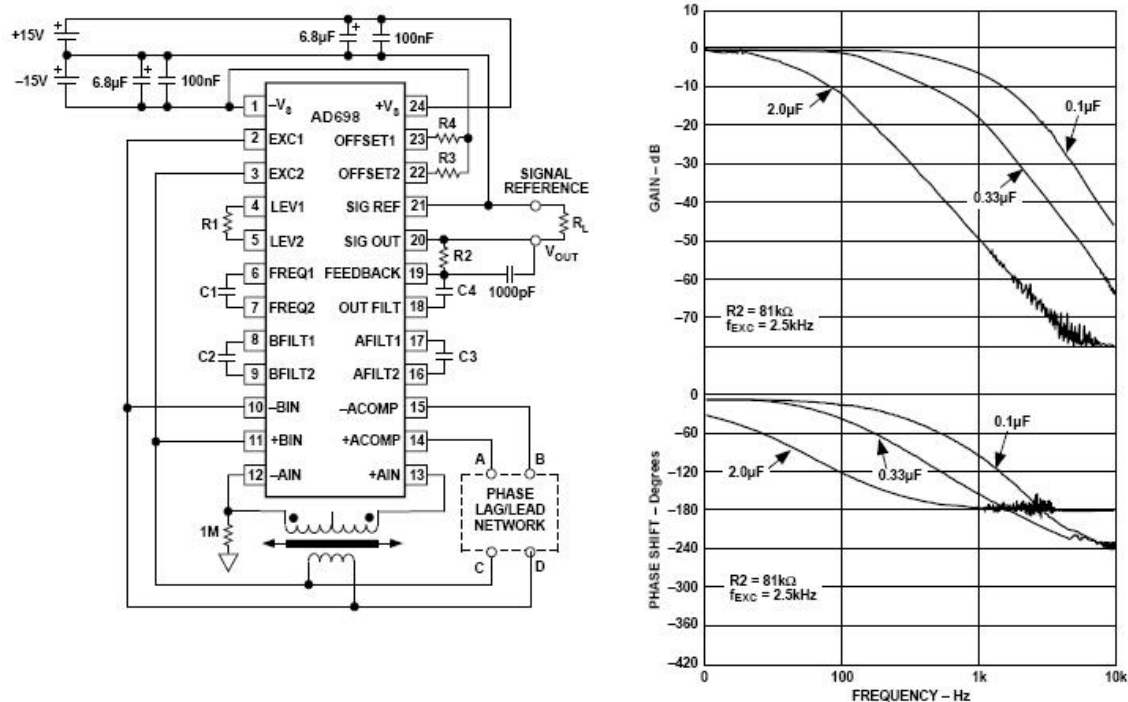 +15V
–15V
6.8µF
100nF
6.8µF
100nF
AD698
1 –VS
2 EXC1
3 EXC2
4 LEV1
5 LEV2
6 FREQ1
7 FREQ2
8 BFILT1
9 BFILT2
10 –BIN
11 +BIN
12 –AIN
+VS 24
OFFSET1 23
OFFSET2 22
SIG REF 21
SIG OUT 20
FEEDBACK 19
OUT FILT 18
AFILT1 17
AFILT2 16
–ACOMP 15
+ACOMP 14
+AIN 13
R1
C1
C2
1M
R4
R3
SIGNAL
REFERENCE
RL
VOUT
R2
C4
1000pF
C3
A
B
PHASE
LAG/LEAD
NETWORK
C
D
GAIN – dB
10
0
–10
–20
–30
–40
–50
–60
–70
2.0µF
0.1µF
0.33µF
R2 = 81kΩ
fEXC = 2.5kHz
PHASE SHIFT – Degrees
0
–60
–120
–180
–240
–300
–360
–420
0.1µF
2.0µF
0.33µF
R2 = 81kΩ
fEXC = 2.5kHz
0
100
1k
10k
FREQUENCY – Hz